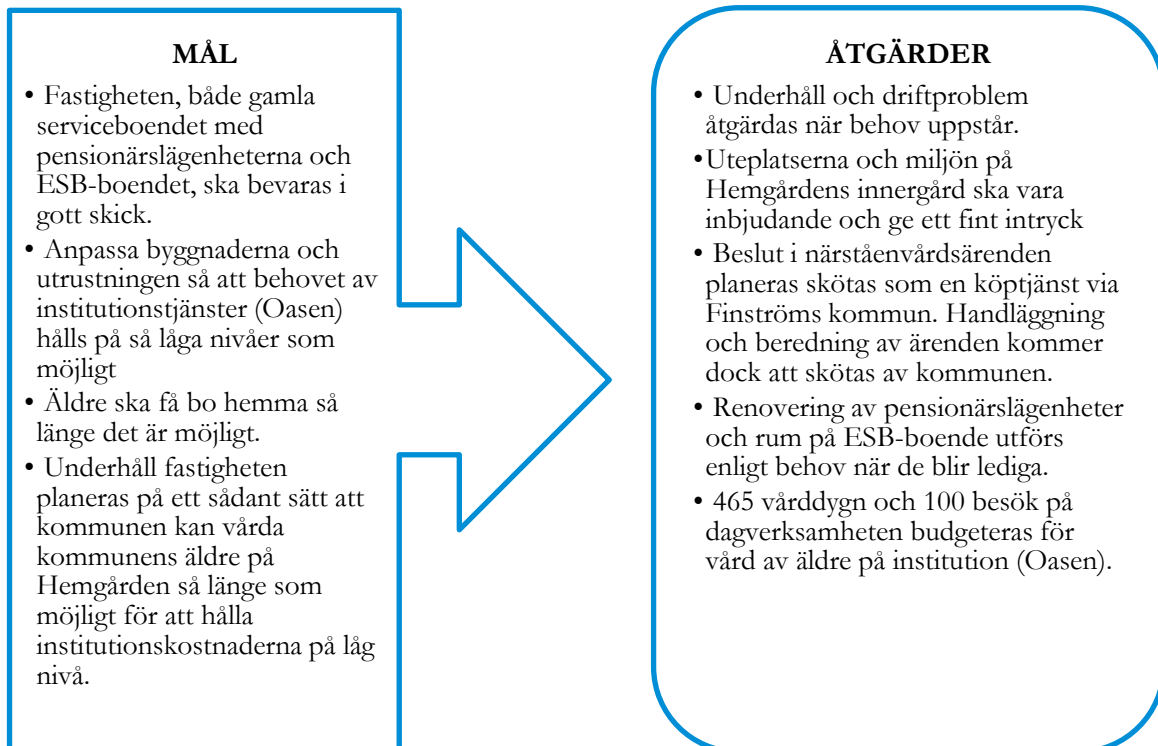 MÅL
• Fastigheten, både gamla
serviceboendet med
pensionärslägenheterna och
ESB-boendet, ska bevaras i
gott skick.
• Anpassa byggnaderna och
utrustningen så att behovet av
institutionstjänster (Oasen)
hålls på så låga nivåer som
möjligt
• Äldre ska få bo hemma så
länge det är möjligt.
• Underhåll fastigheten
planeras på ett sådant sätt att
kommunen kan vårda
kommunens äldre på
Hemgården så länge som
möjligt för att hålla
institutionskostnaderna på låg
nivå.
ÅTGÄRDER
• Underhåll och driftproblem
åtgärdas när behov uppstår.
•Uteplatserna och miljön på
Hemgårdens innergård ska vara
inbjudande och ge ett fint intryck
• Beslut i närståenvårdsärenden
planeras skötas som en köptjänst via
Finströms kommun. Handläggning
och beredning av ärenden kommer
dock att skötas av kommunen.
• Renovering av pensionärslägenheter
och rum på ESB-boende utförs
enligt behov när de blir lediga.
• 465 vårddygn och 100 besök på
dagverksamheten budgeteras för
vård av äldre på institution (Oasen).